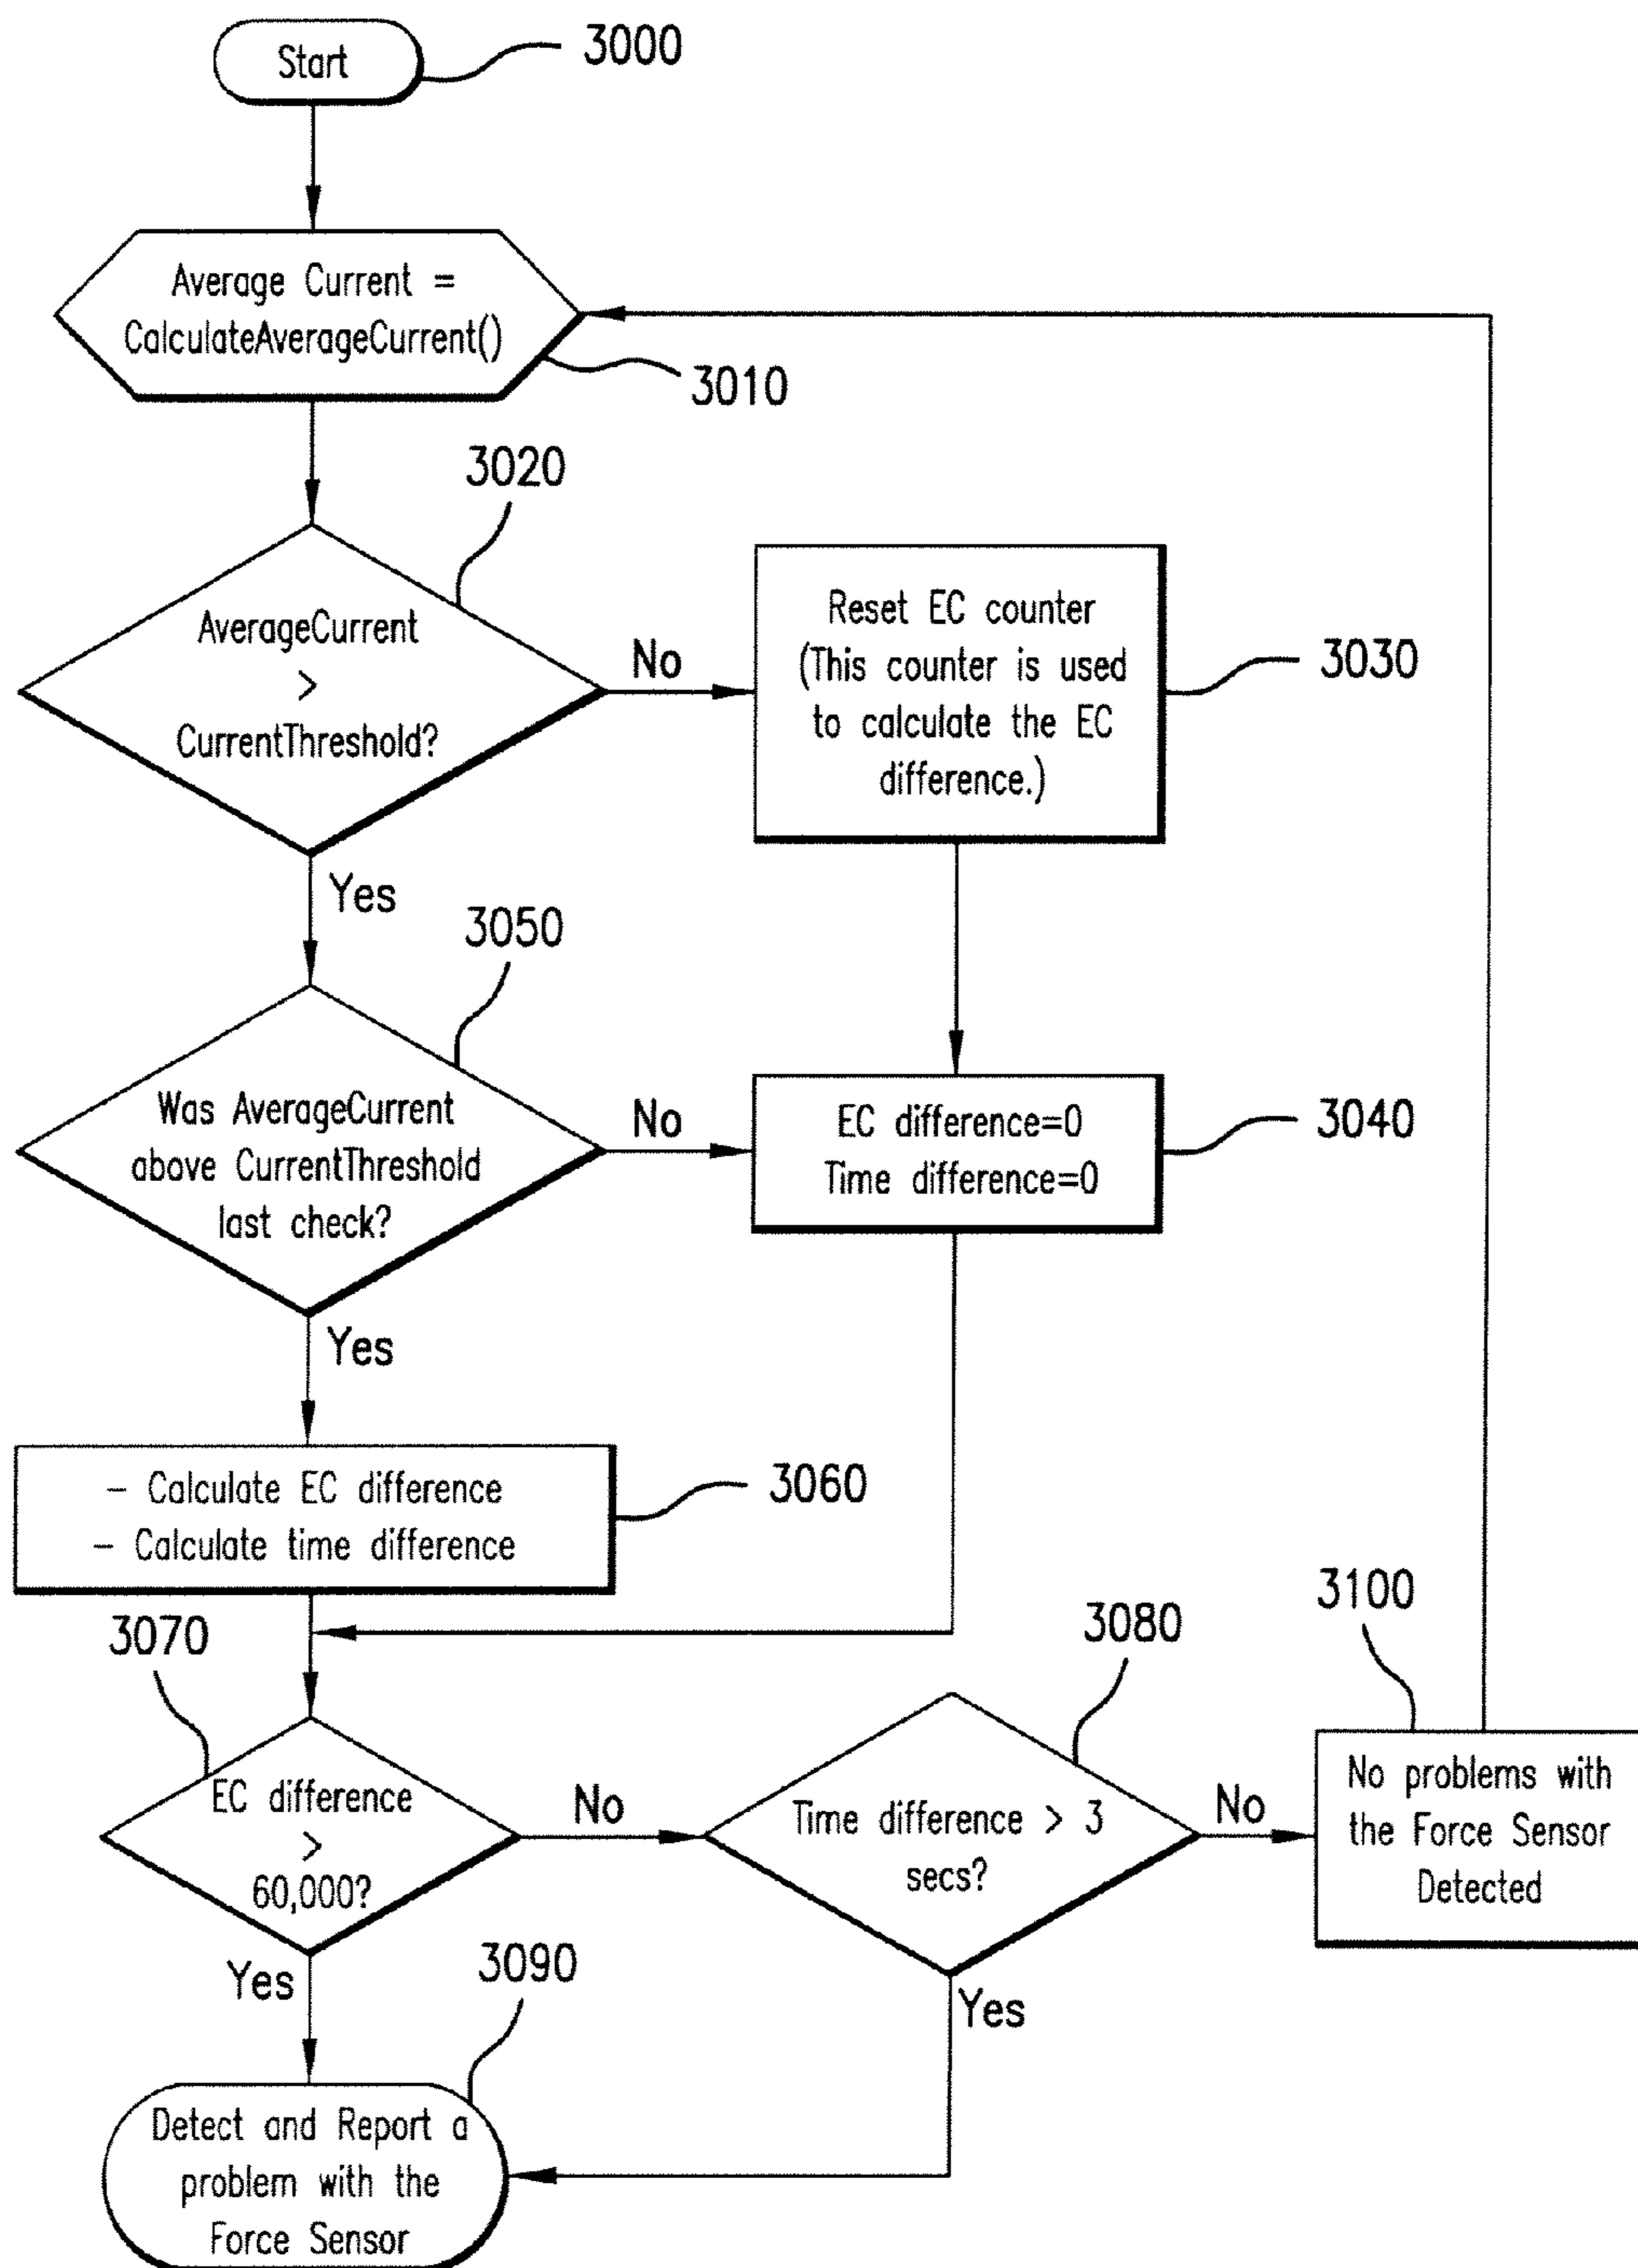 Start
3000
Average Current =
CalculateAverageCurrent()
3010
3020
AverageCurrent
>
CurrentThreshold?
No
Reset EC counter
(This counter is used
to calculate the EC
difference.)
3030
Yes
3050
Was AverageCurrent
above CurrentThreshold
last check?
No
EC difference=0
Time difference=0
3040
Yes
– Calculate EC difference
– Calculate time difference
3060
3070
EC difference
>
60,000?
No
3080
Time difference > 3
secs?
No
3100
No problems with
the Force Sensor
Detected
Yes
3090
Yes
Detect and Report a
problem with the
Force Sensor